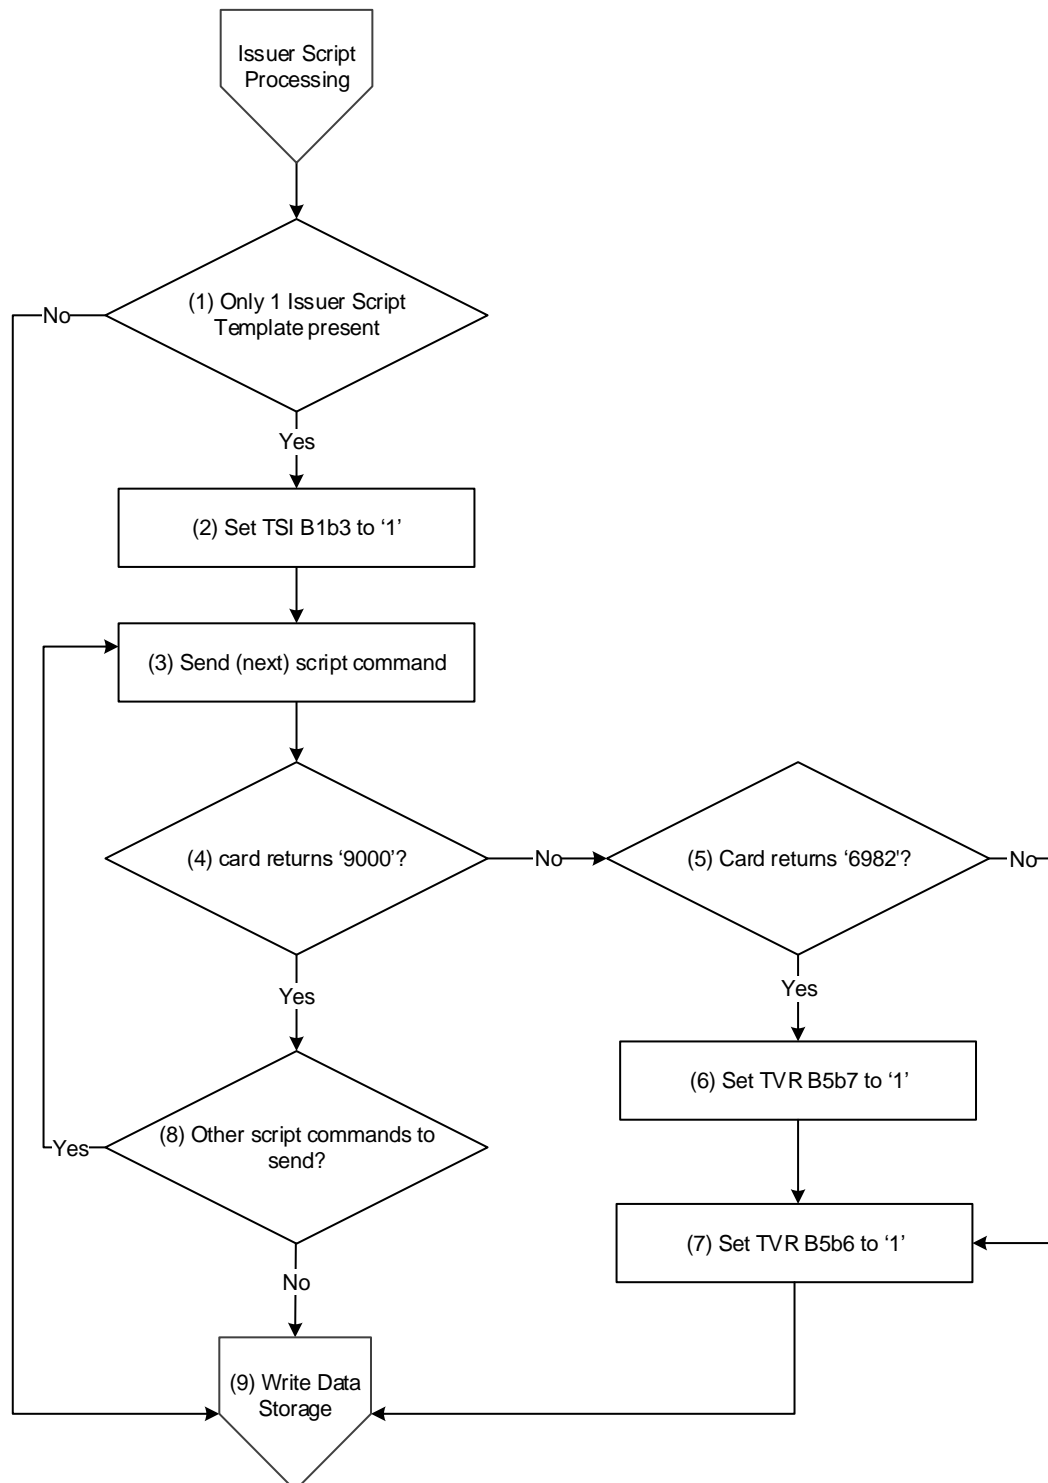 Issuer Script
Processing
(1) Only 1 Issuer Script
Template present
No
Yes
(2) Set TSI B1b3 to ‘1’
(3) Send (next) script command
(4) card returns ‘9000’?
No
(5) Card returns ‘6982'?
No
Yes
Yes
(6) Set TVR B5b7 to ‘1’
(8) Other script commands to
send?
Yes
(7) Set TVR B5b6 to ‘1’
No
(9) Write Data
Storage